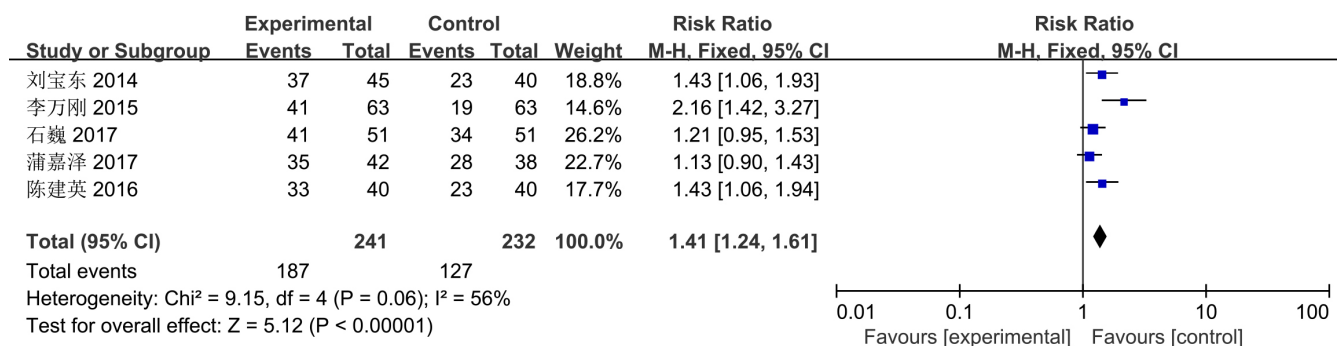 Experimental Control Risk Ratio Risk Ratio
Study or Subgroup Events Total Events Total Weight M-H, Fixed, 95% CI M-H, Fixed, 95% CI
刘宝东 2014 37 45 23 40 18.8% 1.43 [1.06, 1.93]
李万刚 2015 41 63 19 63 14.6% 2.16 [1.42, 3.27]
石巍 2017 41 51 34 51 26.2% 1.21 [0.95, 1.53]
蒲嘉泽 2017 35 42 28 38 22.7% 1.13 [0.90, 1.43]
陈建英 2016 33 40 23 40 17.7% 1.43 [1.06, 1.94]
Total (95% CI) 241 232 100.0% 1.41 [1.24, 1.61]
Total events 187 127
Heterogeneity: Chi² = 9.15, df = 4 (P = 0.06); I² = 56%
Test for overall effect: Z = 5.12 (P < 0.00001)
0.01 0.1 1 10 100
Favours [experimental] Favours [control]